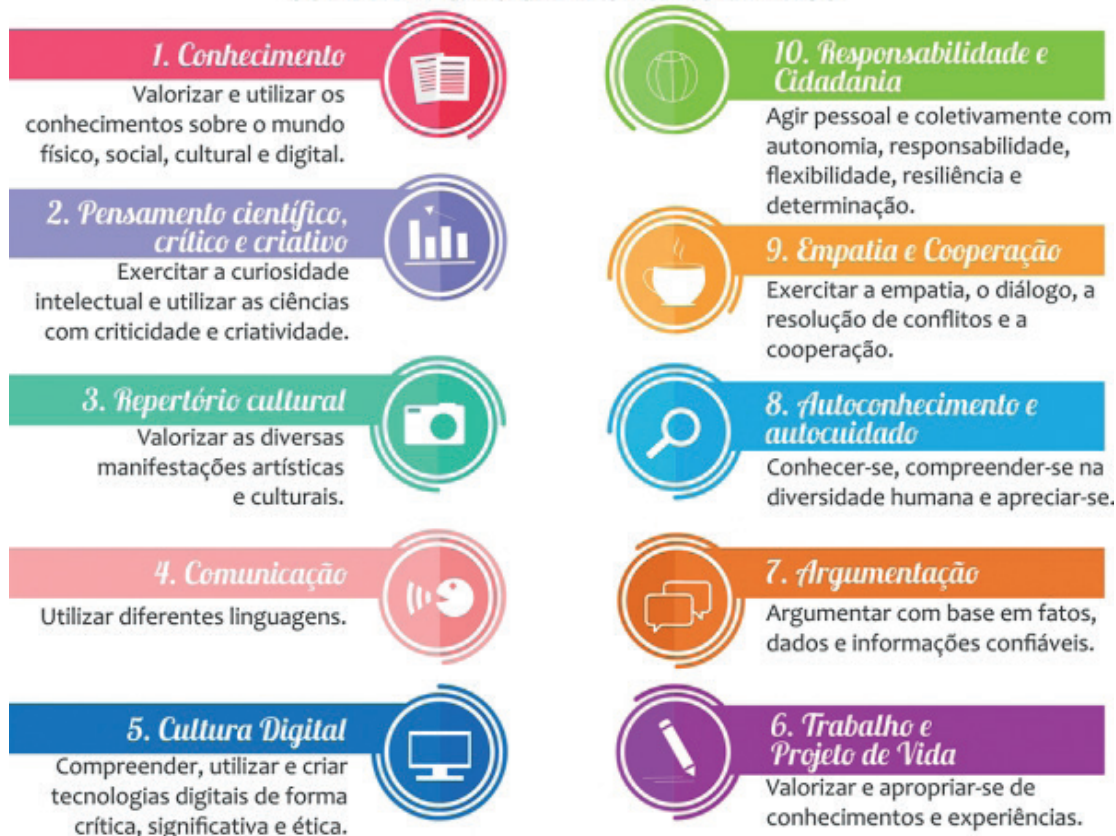 1. Conhecimento
Valorizar e utilizar os
conhecimentos sobre o mundo
físico, social, cultural e digital.
2. Pensamento científico,
crítico e criativo
Exercitar a curiosidade
intelectual e utilizar as ciências
com criticidade e criatividade.
3. Repertório cultural
Valorizar as diversas
manifestações artísticas
e culturais.
4. Comunicação
Utilizar diferentes linguagens.
5. Cultura Digital
Compreender, utilizar e criar
tecnologias digitais de forma
crítica, significativa e ética.
10. Responsabilidade e
Cidadania
Agir pessoal e coletivamente com
autonomia, responsabilidade,
flexibilidade, resiliência e
determinação.
9. Empatia e Cooperação
Exercitar a empatia, o diálogo, a
resolução de conflitos e a
cooperação.
8. Autoconhecimento e
autocuidado
Conhecer-se, compreender-se na
diversidade humana e apreciar-se.
7. Argumentação
Argumentar com base em fatos,
dados e informações confiáveis.
6. Trabalho e
Projeto de Vida
Valorizar e apropriar-se de
conhecimentos e experiências.